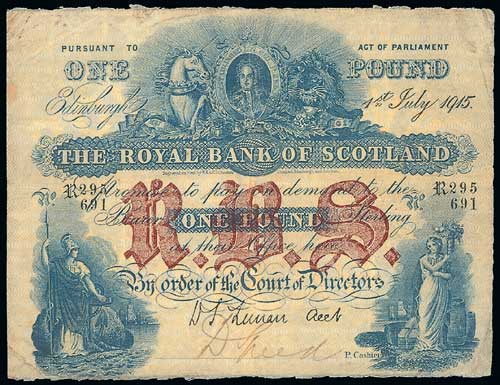 PURSUANT TO ACT OF PARLIAMENT
ONE POUND
Edinburgh 1st July 1915.
THE ROYAL BANK OF SCOTLAND
No R295 691 Promise to pay on demand to the No R295 691
Bearer ONE POUND Sterling
at their Office here
R.B.S.
By order of the Court of Directors
Acct
P. Cashier